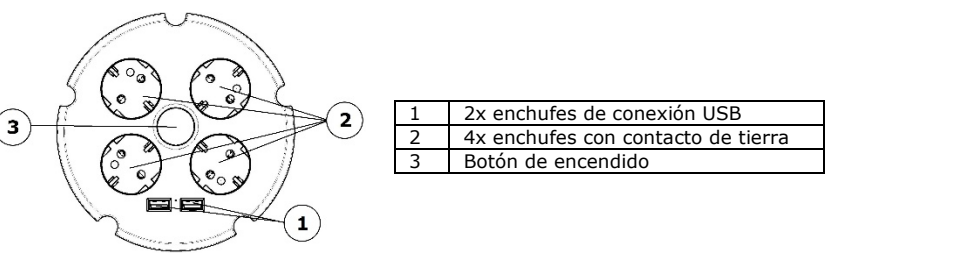 3
2
1
1 2x enchufes de conexión USB
2 4x enchufes con contacto de tierra
3 Botón de encendido